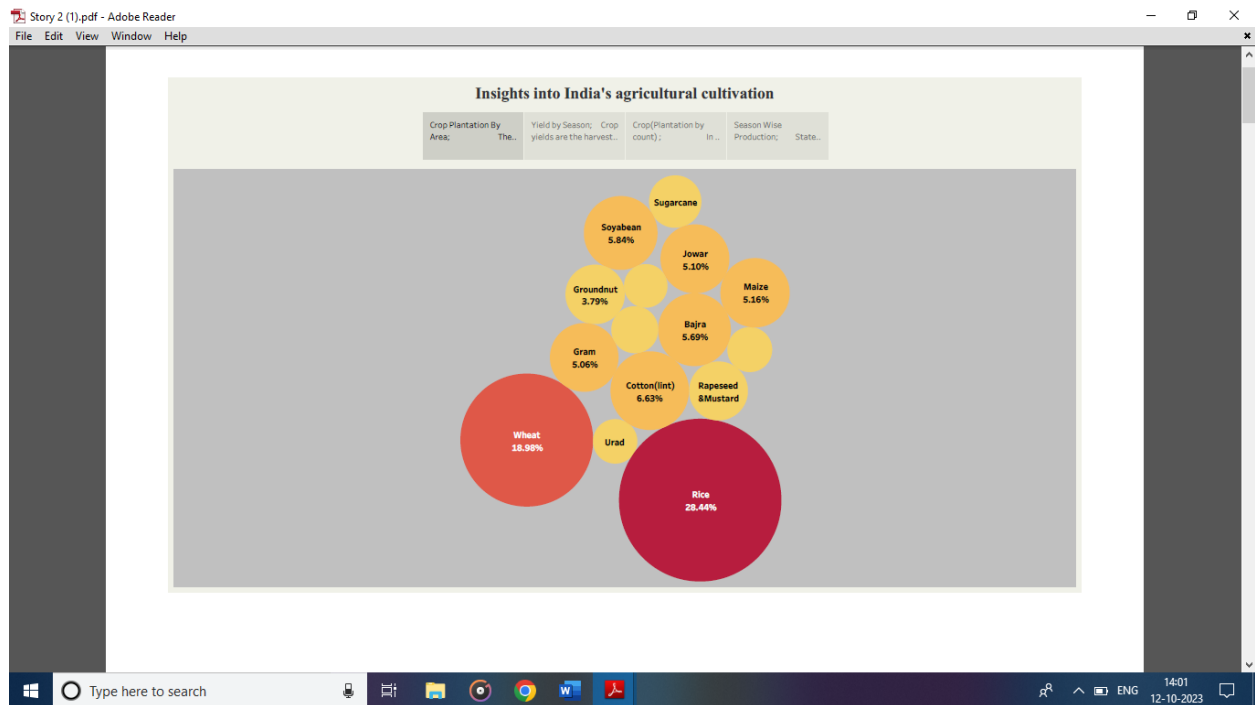 Story 2 (1).pdf - Adobe Reader
File Edit View Window Help
Insights into India's agricultural cultivation
Crop Plantation By
Area; The..
Yield by Season; Crop
yields are the harvest..
Crop(Plantation by
count) ; In ..
Season Wise
Production; State..
Sugarcane
Soyabean
5.84%
Jowar
5.10%
Groundnut
3.79%
Maize
5.16%
Bajra
5.69%
Gram
5.06%
Cotton(lint)
6.63%
Rapeseed
&Mustard
Wheat
18.98%
Urad
Rice
28.44%
Type here to search
ENG
14:01
12-10-2023